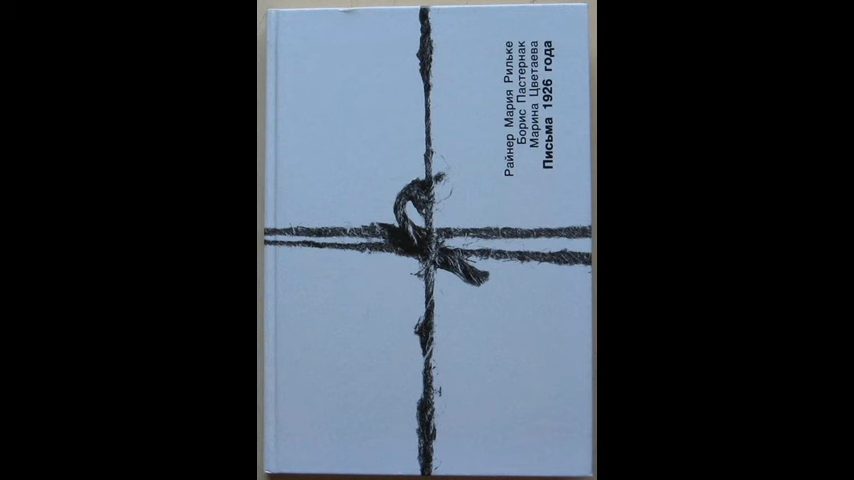 Райнер Мария Рильке
Борис Пастернак
Марина Цветаева
Письма 1926 года